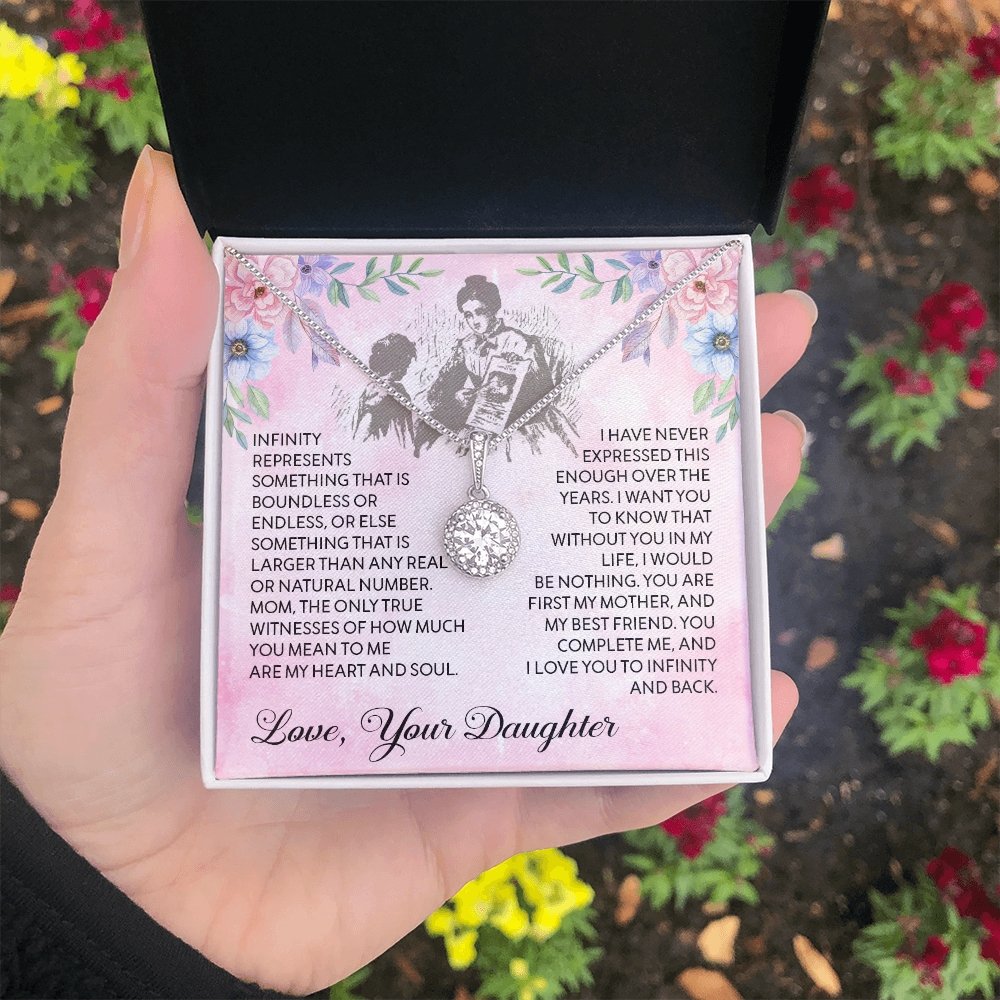 INFINITY
REPRESENTS
SOMETHING THAT IS
BOUNDLESS OR
ENDLESS, OR ELSE
SOMETHING THAT IS
LARGER THAN ANY REAL
OR NATURAL NUMBER.
MOM, THE ONLY TRUE
WITNESSES OF HOW MUCH
YOU MEAN TO ME
ARE MY HEART AND SOUL.
I HAVE NEVER
EXPRESSED THIS
ENOUGH OVER THE
YEARS. I WANT YOU
TO KNOW THAT
WITHOUT YOU IN MY
LIFE, I WOULD
BE NOTHING. YOU ARE
FIRST MY MOTHER, AND
MY BEST FRIEND. YOU
COMPLETE ME, AND
I LOVE YOU TO INFINITY
AND BACK.
Love, Your Daughter